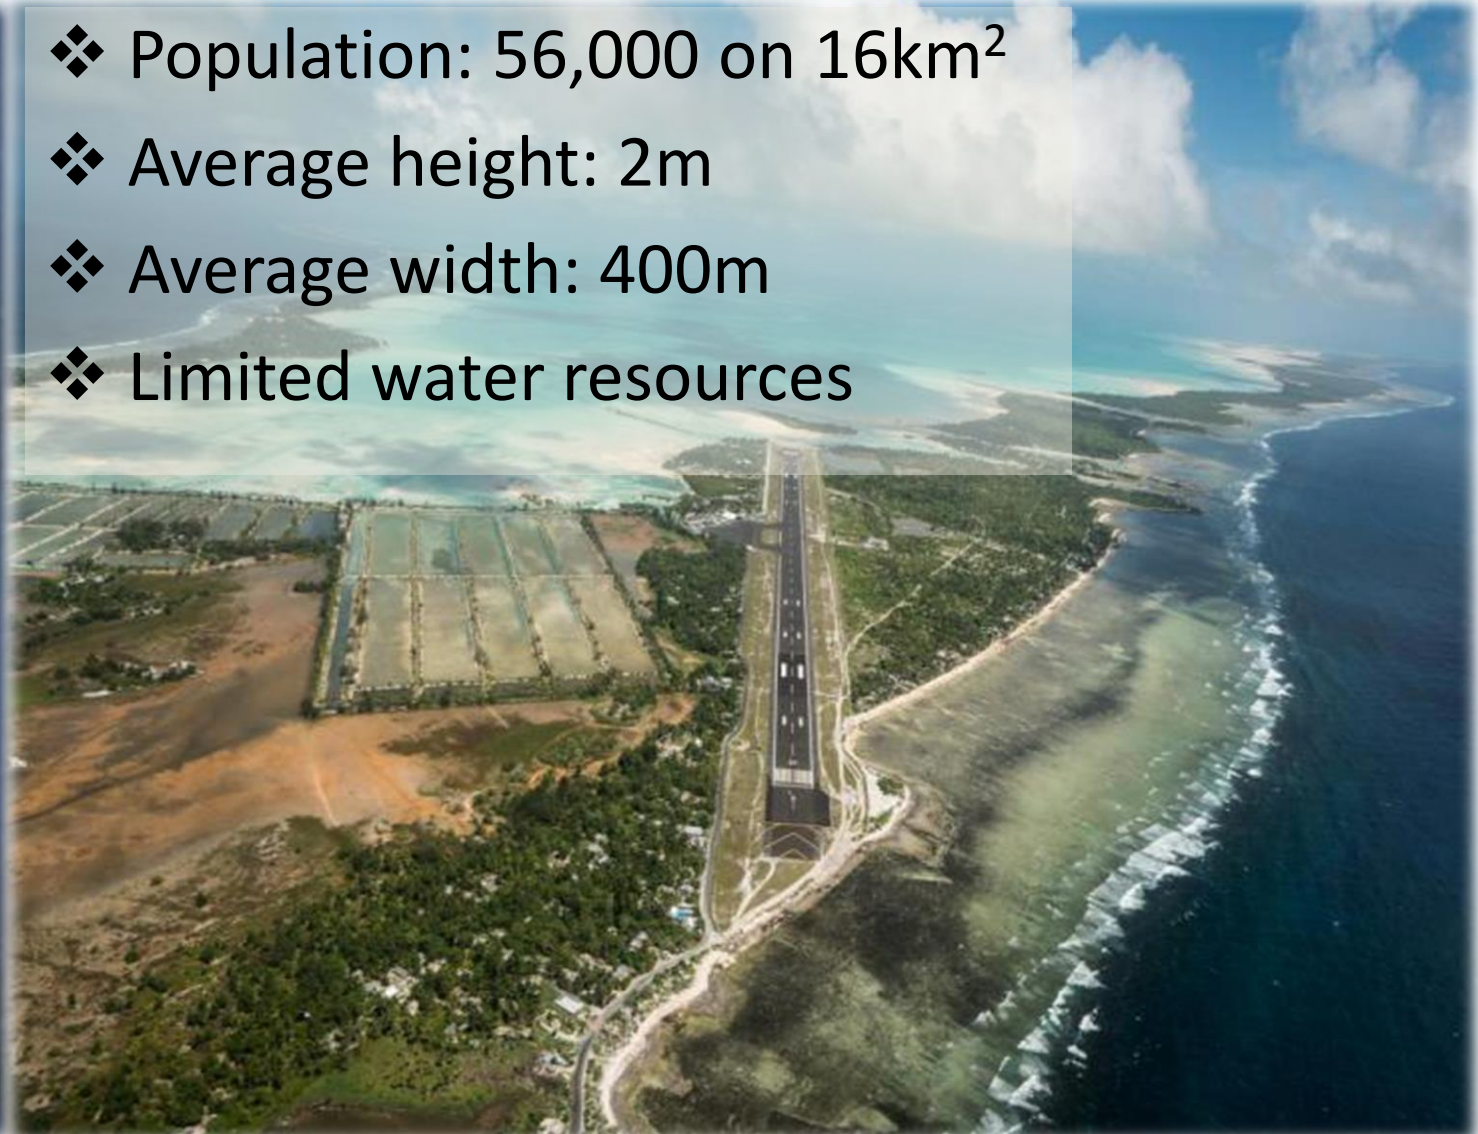 ❖ Population: 56,000 on 16km²
❖ Average height: 2m
❖ Average width: 400m
❖ Limited water resources